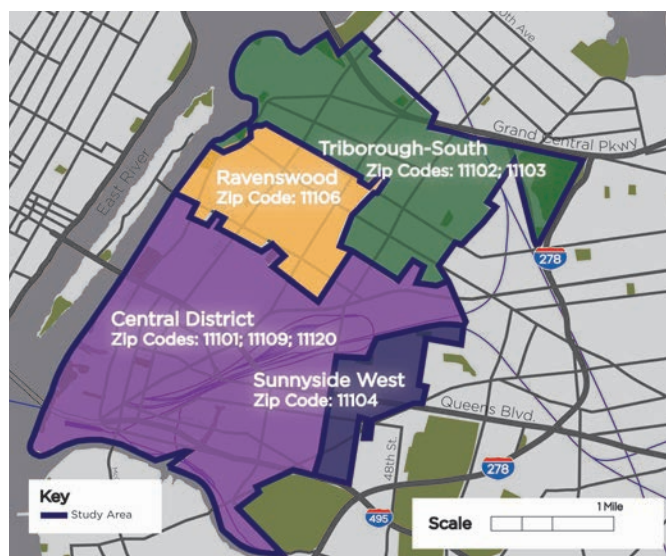 Grand Central Pkwy
Triborough-South
Zip Codes: 11102; 11103
Ravenswood
Zip Code: 11106
East River
278
Central District
Zip Codes: 11101; 11109; 11120
Sunnyside West
Zip Code: 11104
Queens Blvd.
48th St.
278
495
Key
Study Area
Scale
1 Mile